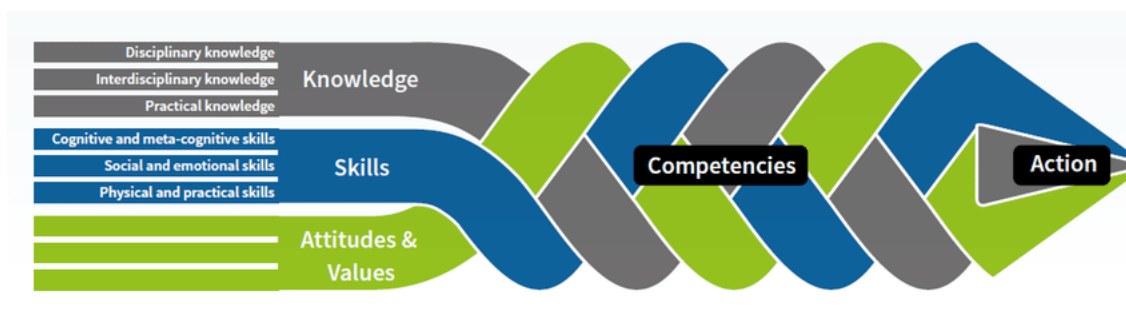 Disciplinary knowledge
Interdisciplinary knowledge
Practical knowledge
Knowledge
Cognitive and meta-cognitive skills
Social and emotional skills
Physical and practical skills
Skills
Attitudes &
Values
Competencies
Action